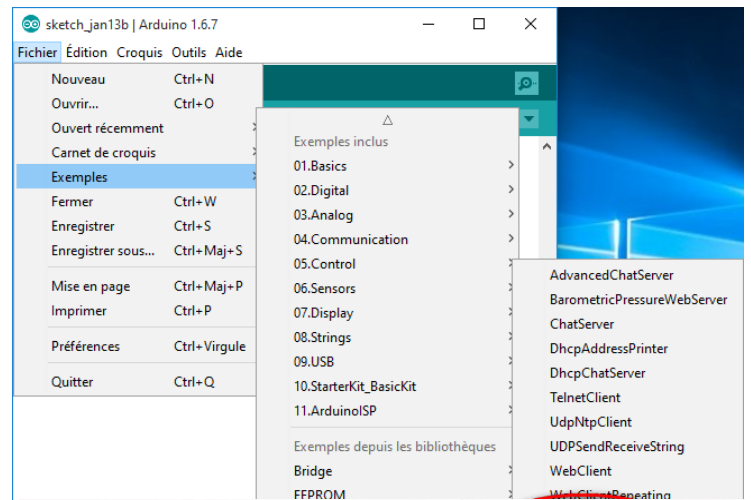 sketch_jan13b | Arduino 1.6.7
Fichier Édition Croquis Outils Aide
Nouveau Ctrl+N
Ouvrir... Ctrl+O
Ouvert récemment
Carnet de croquis
Exemples
Fermer Ctrl+W
Enregistrer Ctrl+S
Enregistrer sous... Ctrl+Maj+S
Mise en page Ctrl+Maj+P
Imprimer Ctrl+P
Préférences Ctrl+Virgule
Quitter Ctrl+Q
Exemples inclus
01.Basics
02.Digital
03.Analog
04.Communication
05.Control
06.Sensors
07.Display
08.Strings
09.USB
10.StarterKit_BasicKit
11.ArduinoISP
Exemples depuis les bibliothèques
Bridge
EEPROM
AdvancedChatServer
BarometricPressureWebServer
ChatServer
DhcpAddressPrinter
DhcpChatServer
TelnetClient
UdpNtpClient
UDPSendReceiveString
WebClient
WebClientRepeating